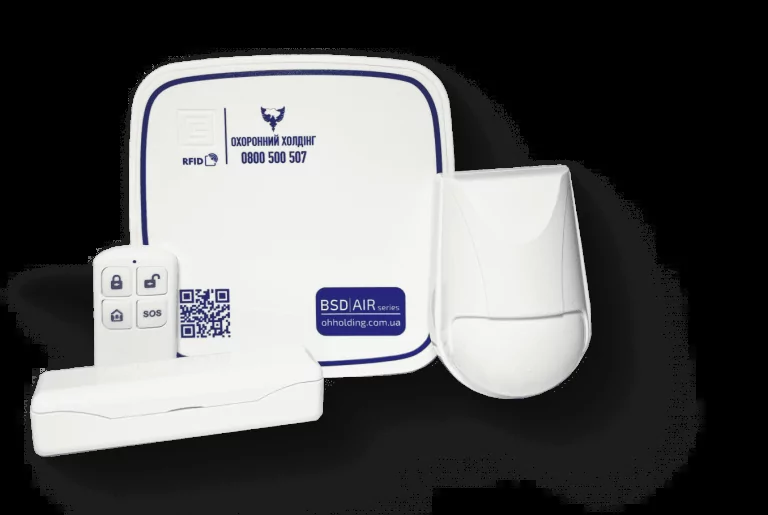 ОХОРОННИЙ ХОЛДІНГ
0800 500 507
RFID
SOS
BSD|AIR series
ohholding.com.ua